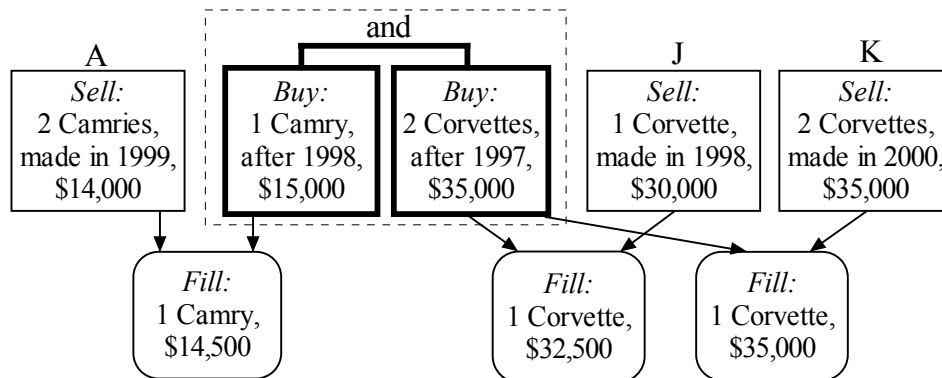 and
A
Sell:
2 Camries,
made in 1999,
$14,000
Buy:
1 Camry,
after 1998,
$15,000
Buy:
2 Corvettes,
after 1997,
$35,000
J
Sell:
1 Corvette,
made in 1998,
$30,000
K
Sell:
2 Corvettes,
made in 2000,
$35,000
Fill:
1 Camry,
$14,500
Fill:
1 Corvette,
$32,500
Fill:
1 Corvette,
$35,000